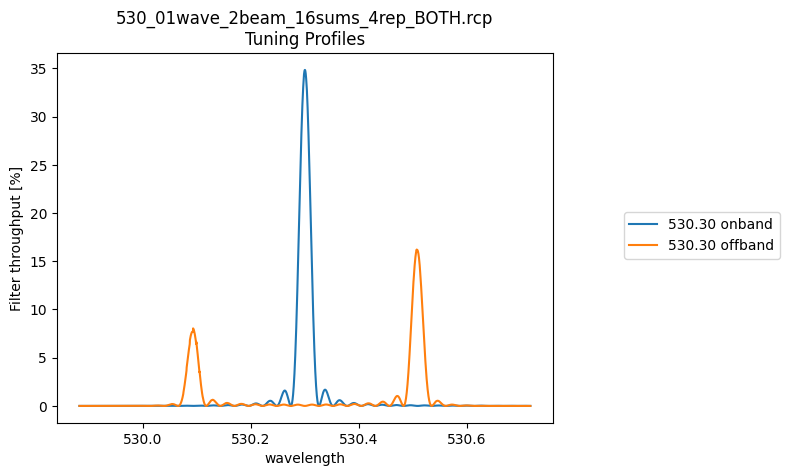 530_01wave_2beam_16sums_4rep_BOTH.rcp
Tuning Profiles
Filter throughput [%]
35
30
25
20
15
10
5
0
530.0
530.2
530.4
530.6
wavelength
530.30 onband
530.30 offband